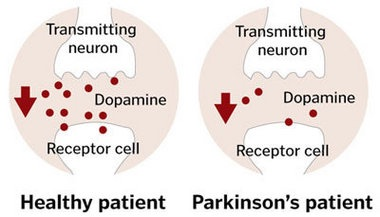 Transmitting
neuron
Dopamine
Receptor cell
Healthy patient
Transmitting
neuron
Dopamine
Receptor cell
Parkinson's patient